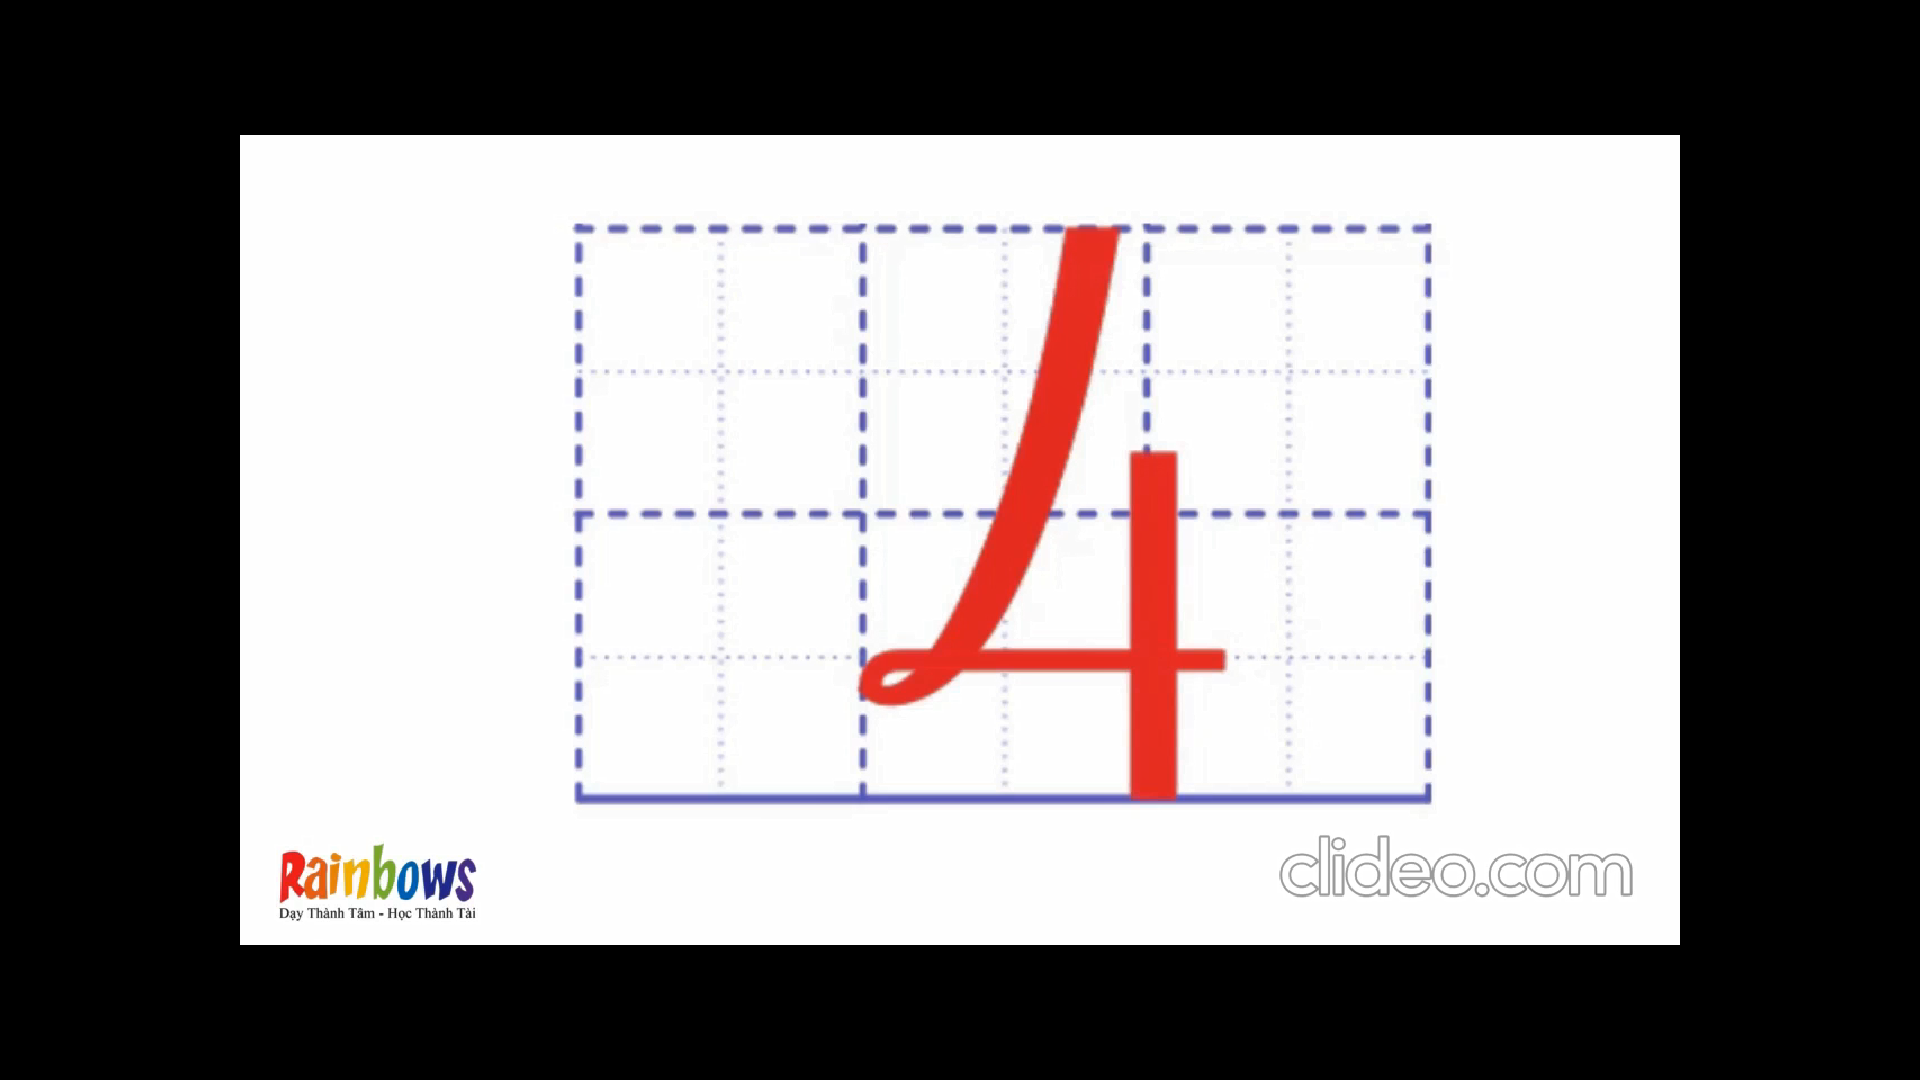 4
Rainbows
Dạy Thành Tâm - Học Thành Tài
clideo.com